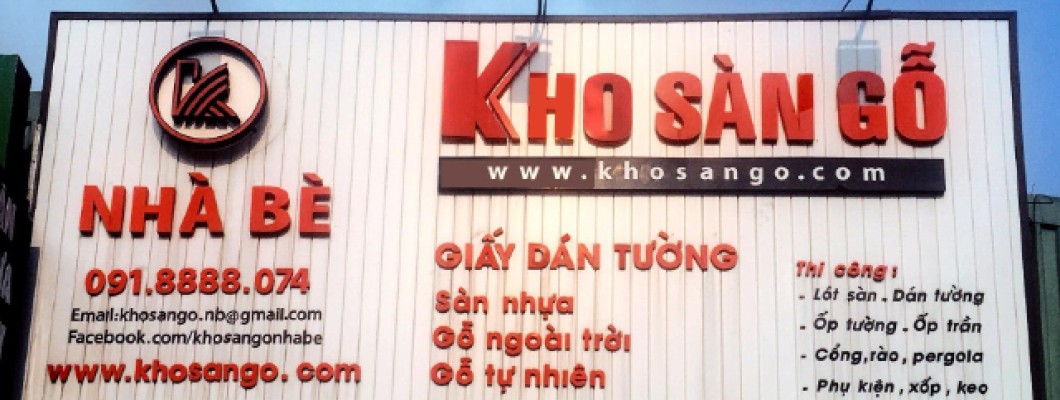 NHÀ BÈ
091.8888.074
Email:khosango.nb@gmail.com
Facebook.com/khosangonhabe
www.khosango.com
KHO SÀN GỖ
www.khosango.com
GIẤY DÁN TƯỜNG
Sàn nhựa
Gỗ ngoài trời
Gỗ tự nhiên
Thi công:
- Lót sàn . Dán tường
- Ốp tường . Ốp trần
- Cổng,rào, pergola
- Phụ kiện, xốp, keo